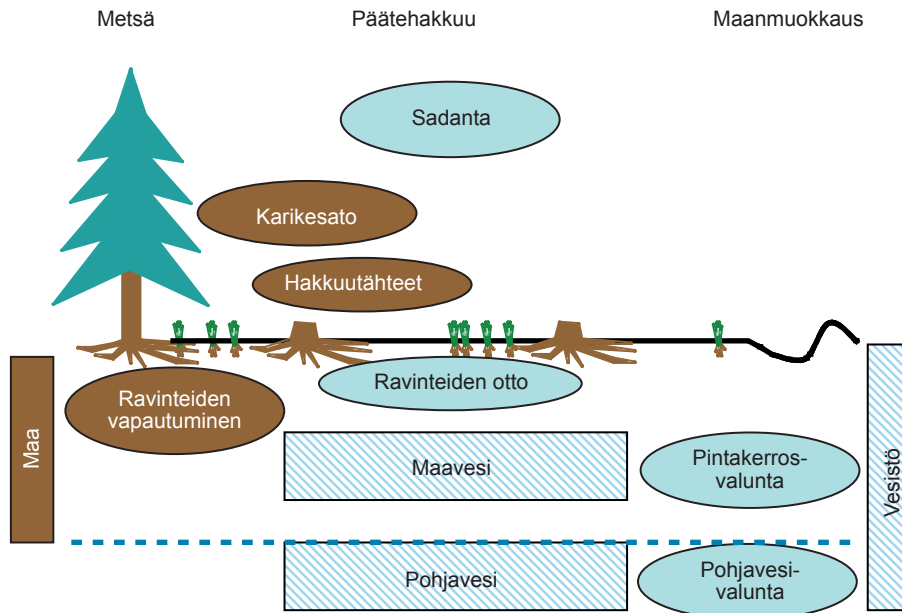 Metsä
Päätehakkuu
Maanmuokkaus
Sadanta
Karikesato
Hakkuutähteet
Ravinteiden otto
Ravinteiden
vapautuminen
Maa
Maavesi
Pintakerros-
valunta
Vesistö
Pohjavesi
Pohjavesi-
valunta